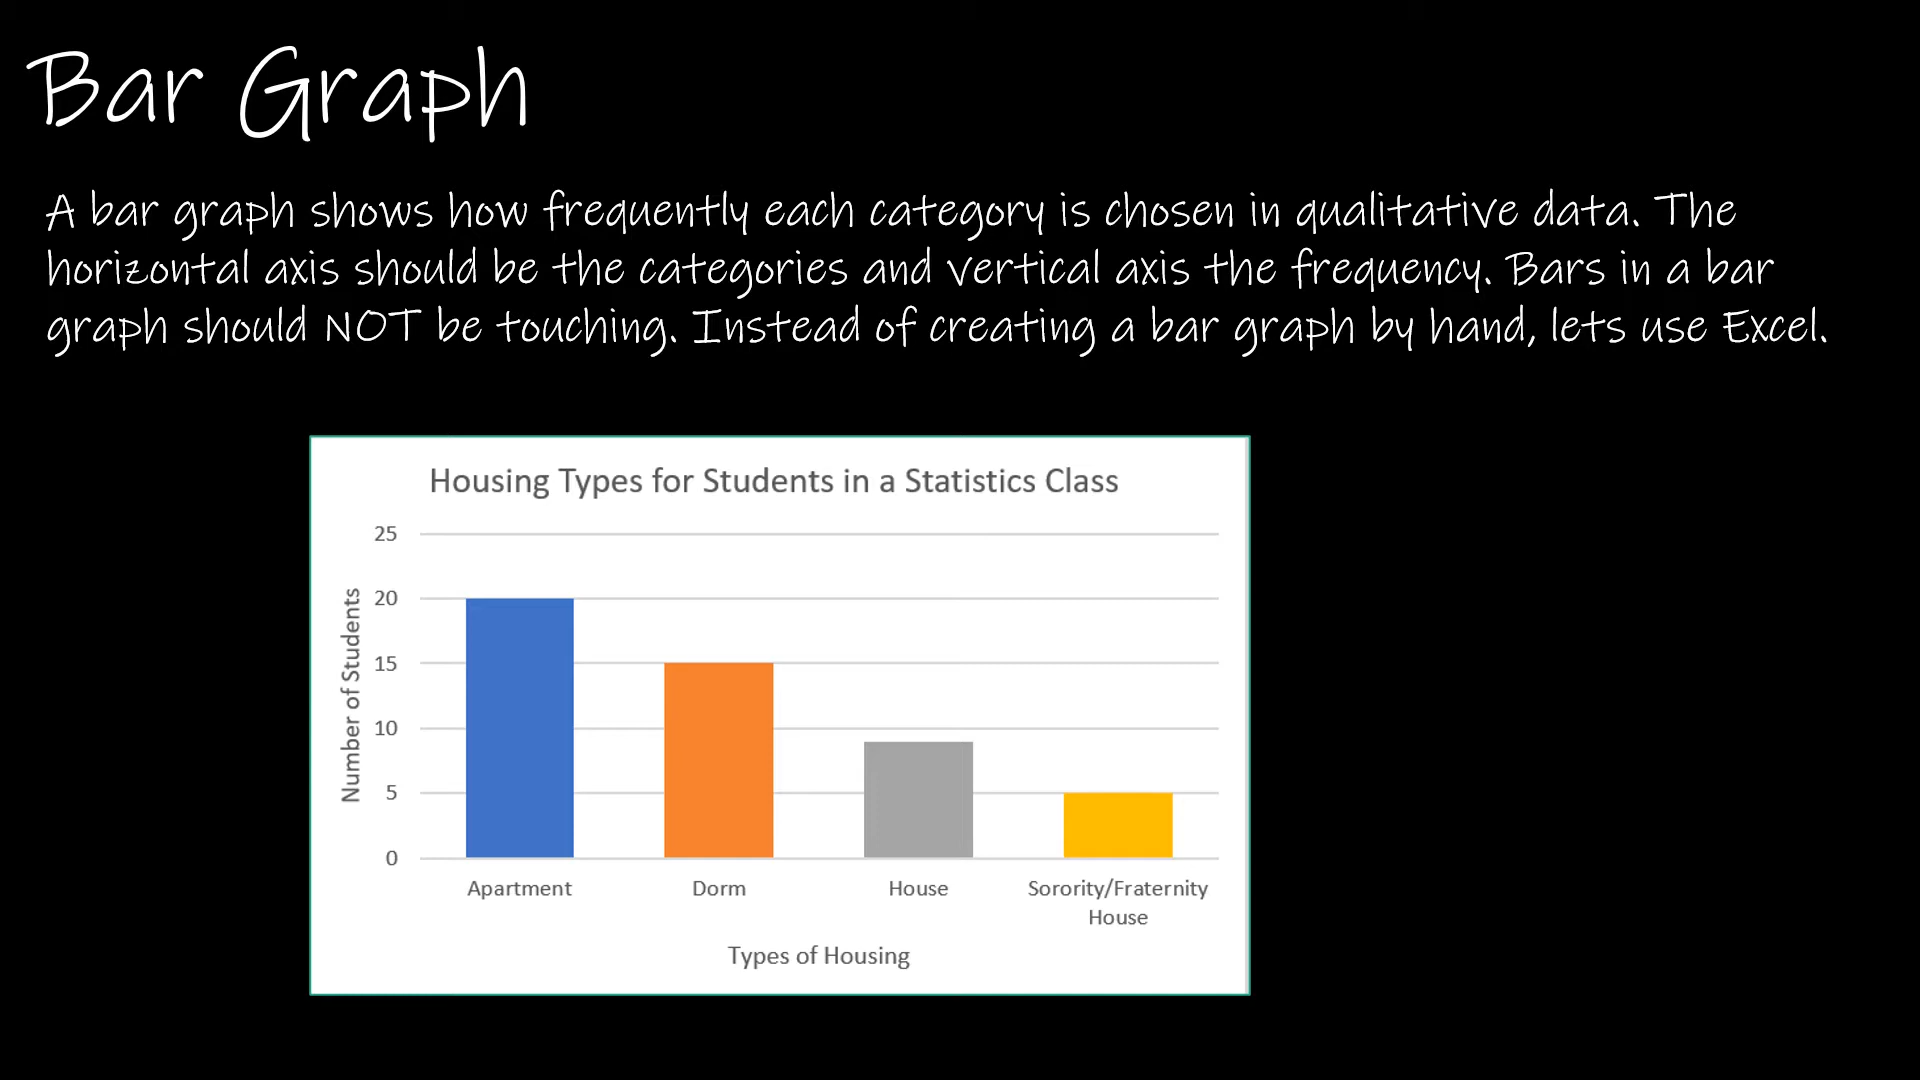 Bar Graph
A bar graph shows how frequently each category is chosen in qualitative data. The
horizontal axis should be the categories and vertical axis the frequency. Bars in a bar
graph should NOT be touching. Instead of creating a bar graph by hand, lets use Excel.
Housing Types for Students in a Statistics Class
Number of Students
25
20
15
10
5
0
Apartment Dorm House Sorority/Fraternity
House
Types of Housing